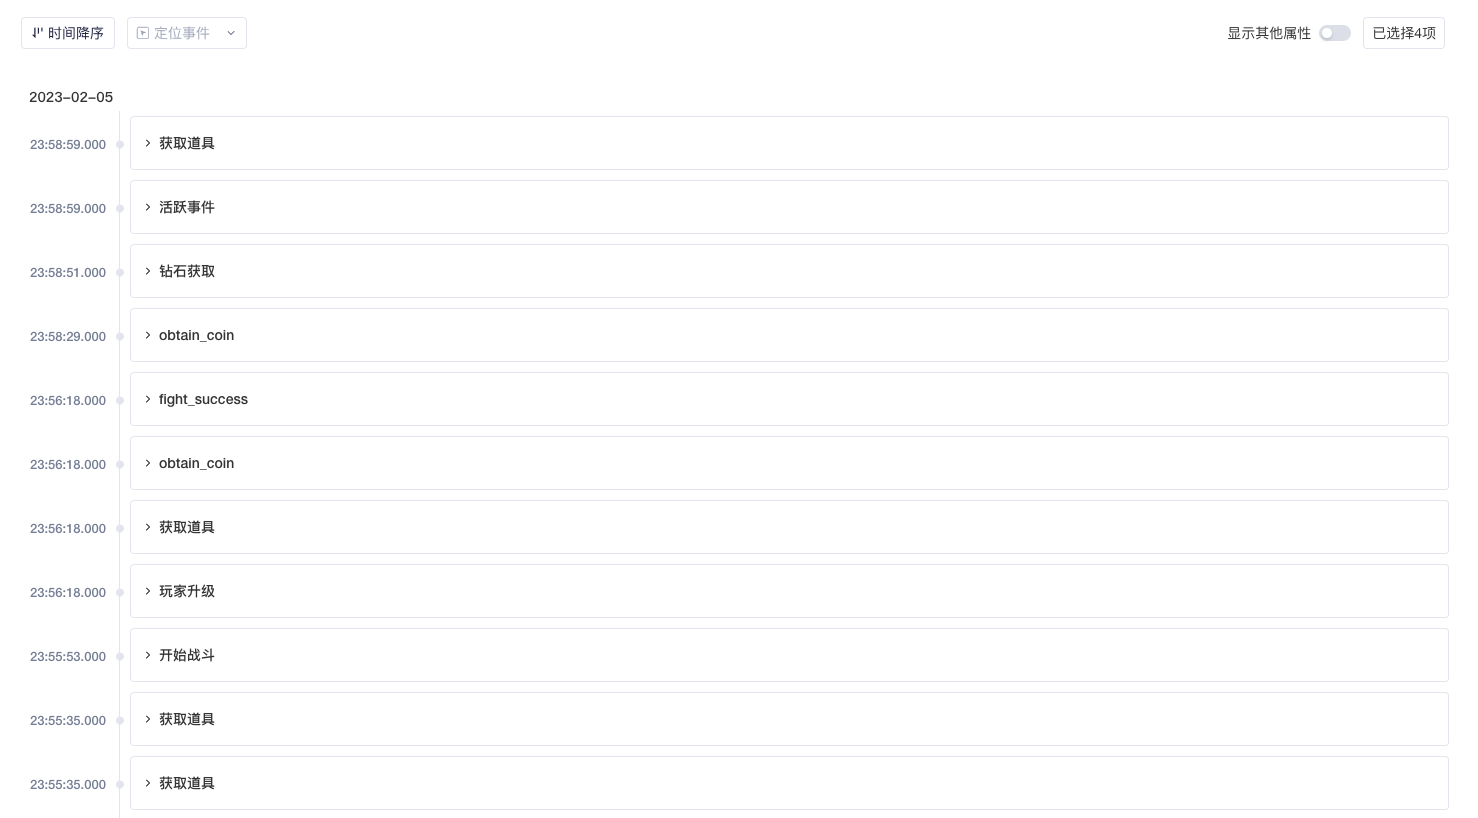 时间降序 定位事件 显示其他属性 已选择4项
2023-02-05
23:58:59.000 获取道具
23:58:59.000 活跃事件
23:58:51.000 钻石获取
23:58:29.000 obtain_coin
23:56:18.000 fight_success
23:56:18.000 obtain_coin
23:56:18.000 获取道具
23:56:18.000 玩家升级
23:55:53.000 开始战斗
23:55:35.000 获取道具
23:55:35.000 获取道具